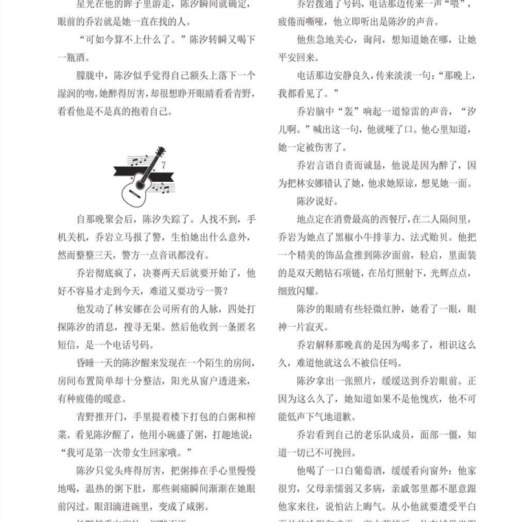 星光在他的眸子里游走，陈汐瞬间就确定，
眼前的乔岩就是她一直在找的人。
“可如今算不上什么了。”陈汐转瞬又喝下
一瓶酒。
朦胧中，陈汐似乎觉得自己额头上落下一个
湿润的吻。她醉得厉害，却很想睁开眼睛看看青野，
看看他是不是真的抱着自己。
7
自那晚聚会后，陈汐失踪了。人找不到，手
机关机，乔岩立马报了警，生怕她出什么意外，
然而整整三天，警方一点音讯都没有。
乔岩彻底疯了，决赛两天后就要开始了，他
好不容易才走到今天，难道又要功亏一篑？
他发动了林安娜在公司所有的人脉，四处打
探陈汐的消息，搜寻无果。然后他收到一条匿名
短信，是一个电话号码。
昏睡一天的陈汐醒来发现在一个陌生的房间，
房间布置简单却十分整洁，阳光从窗户透进来，
有种疲倦的暖意。
青野推开门，手里提着楼下打包的白粥和榨
菜。看见陈汐醒了，他用小碗盛了粥，打趣地说：
“我可是第一次带女生回家哦。”
陈汐只觉头疼得厉害，把粥捧在手心里慢慢
地喝，温热的粥下肚，那些刺痛瞬间渐渐在她眼
前闪过。眼泪滴进碗里，变成了咸粥。
乔岩拨通了号码，电话那边传来一声“喂”，
疲倦而嘶哑，他立即听出是陈汐的声音。
他焦急地关心，询问，想知道她在哪，让她
平安回来。
电话那边安静良久，传来淡淡一句：“那晚上，
我都看见了。”
乔岩脑中“轰”响起一道惊雷的声音，“汐
儿啊。”喊出这一句，他就哑了口。他心里知道，
她一定被伤害了。
乔岩言语自责而诚恳，他说是因为醉了，因
为把林安娜错认了她，他求她原谅，想见她一面。
陈汐说好。
地点定在消费最高的西餐厅，在二人隔间里，
乔岩为她点了黑椒小牛排菲力、法式贻贝。他把一
个精美的饰品盒推到陈汐面前，轻启，里面装
的是双天鹅钻石项链，在吊灯照射下，光辉点点，
细致闪耀。
陈汐的眼睛有些轻微红肿，她看了一眼，眼
神一片寂灭。
乔岩解释那晚真的是因为喝多了，相识这么
久，难道他就这么不被信任吗。
陈汐拿出一张照片，缓缓送到乔岩眼前。正
因为这么久了，她知道如果不是他愧疚，他不可
能低声下气地道歉。
乔岩看到自己的老乐队成员，面部一僵，知
道一切已不可挽回。
他喝了一口白葡萄酒，缓缓看向窗外：他家
很穷，父母亲懦弱又多病，亲戚邻里都不愿意跟
他家来往，说怕沾上晦气。从小他就要遭受平白